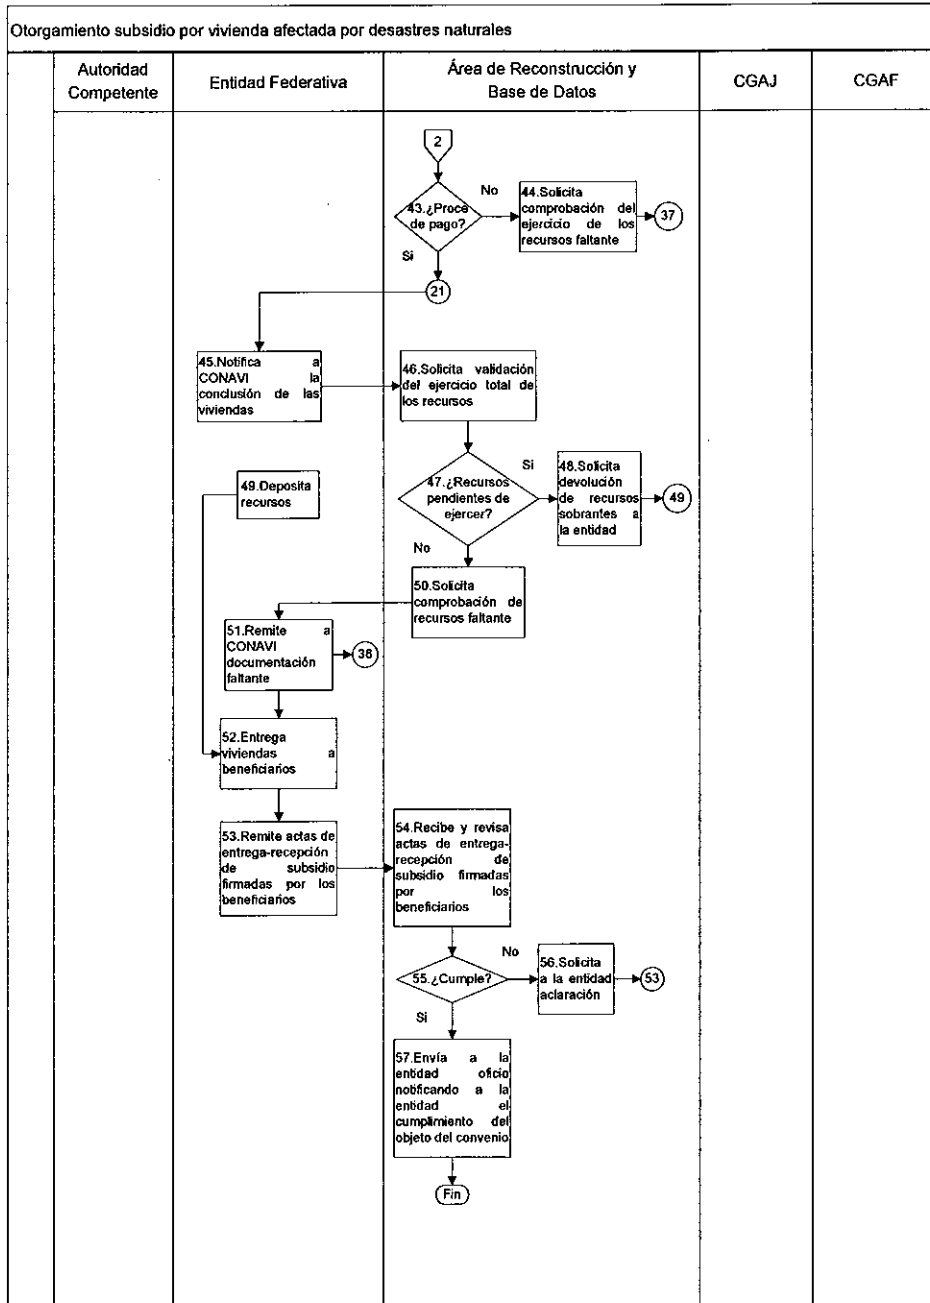 Otorgamiento subsidio por vivienda afectada por desastres naturales
Autoridad
Competente
Entidad Federativa
Área de Reconstrucción y
Base de Datos
CGAJ
CGAF
2
43.¿Proce
de pago?
No
44.Solicita
comprobación del
ejercicio de los
recursos faltante
37
Si
21
45.Notifica a
CONAVI la
conclusión de las
viviendas
46.Solicita validación
del ejercicio total de
los recursos
47.¿Recursos
pendientes de
ejercer?
Si
48.Solicita
devolución
de recursos
sobrantes a
la entidad
49
49.Deposita
recursos
No
50.Solicita
comprobación de
recursos faltante
51.Remite a
CONAVI
documentación
faltante
38
52.Entrega
viviendas a
beneficiarios
53.Remite actas de
entrega-recepción
de subsidio
firmadas por los
beneficiarios
54.Recibe y revisa
actas de entrega-
recepción de
subsidio firmadas
por los
beneficiarios
55.¿Cumple?
No
56.Solicita
a la entidad
aclaración
53
Si
57.Envía a la
entidad oficio
notificando a la
entidad el
cumplimiento del
objeto del convenio
Fin